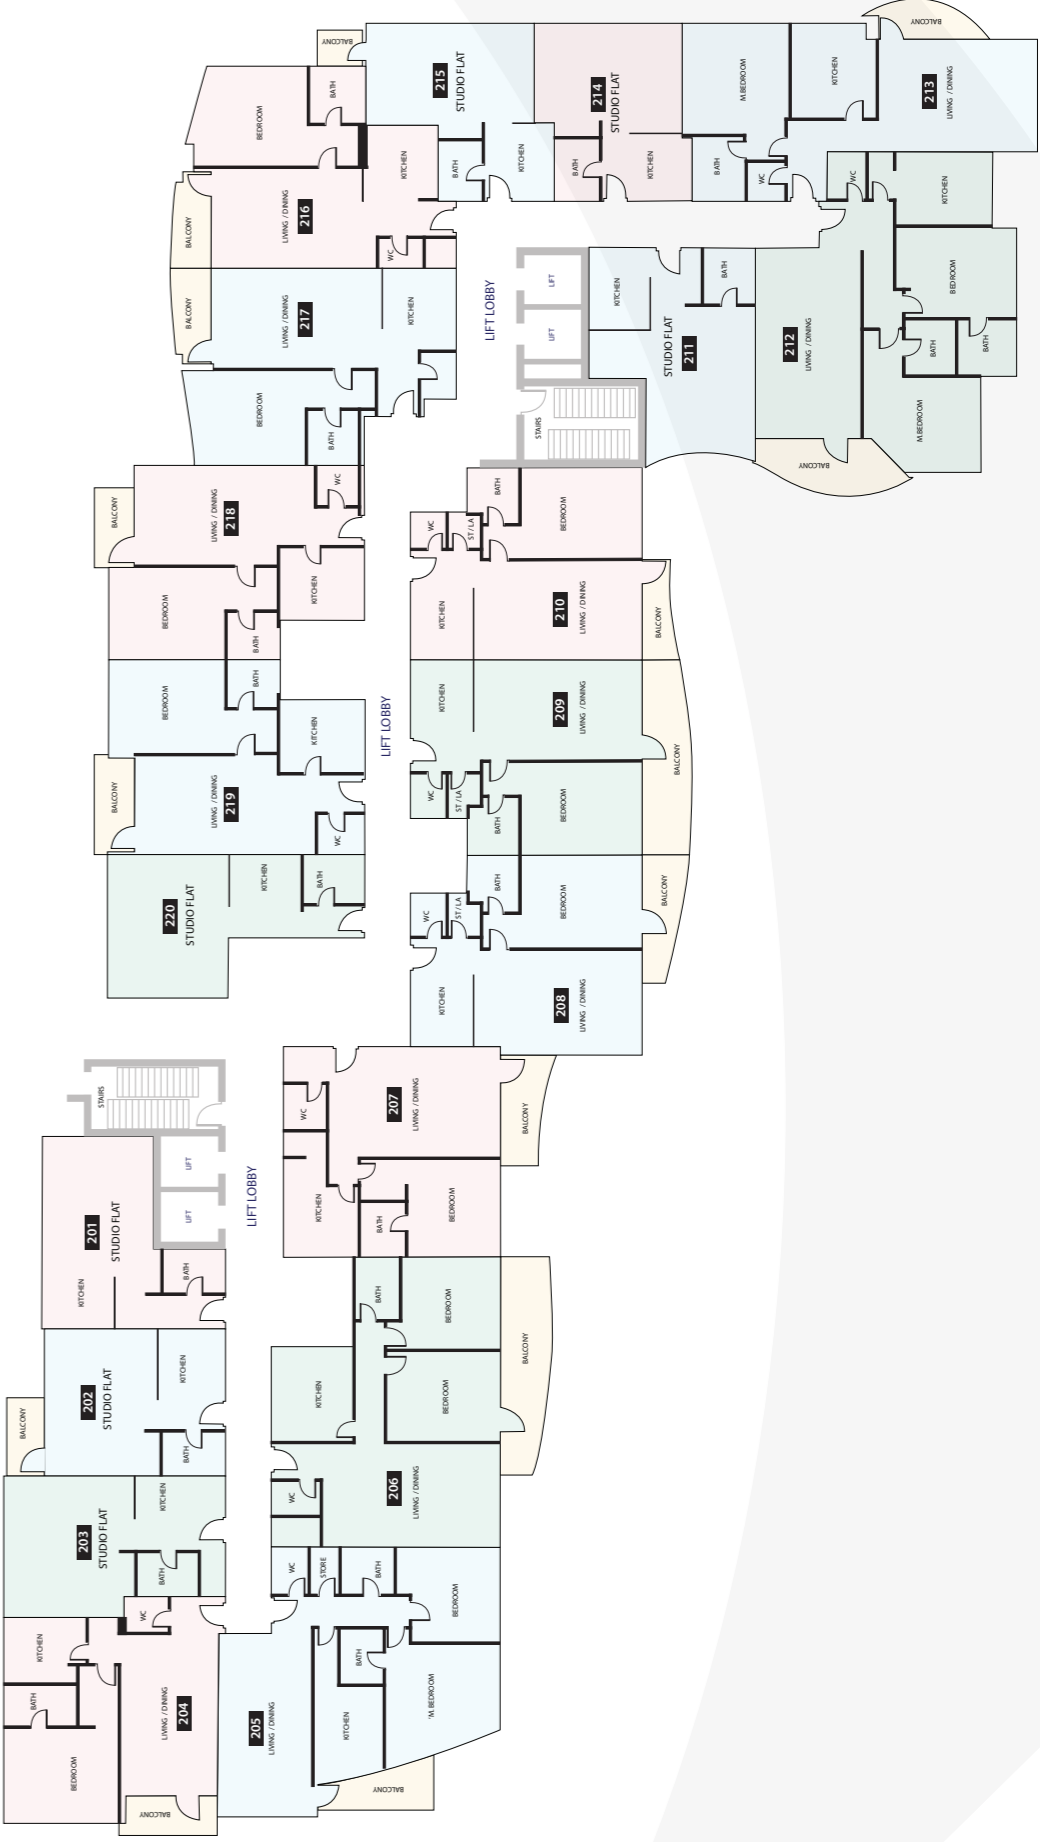 BALCONY
BALCONY
215
STUDIO FLAT
214
STUDIO FLAT
M.BEDROOM
KITCHEN
213
LIVING / DINING
BATH
BEDROOM
KITCHEN
BATH
KITCHEN
BATH
KITCHEN
BATH
WC
WC
KITCHEN
BALCONY
LIVING / DINING
216
WC
BALCONY
LIVING / DINING
217
KITCHEN
LIFT LOBBY
LIFT
LIFT
STAIRS
KITCHEN
BATH
STUDIO FLAT
211
212
LIVING / DINING
BEDROOM
BATH
BATH
M.BEDROOM
BALCONY
BEDROOM
BATH
BALCONY
LIVING / DINING
218
WC
BEDROOM
BATH
KITCHEN
WC
ST / LA
BATH
BEDROOM
KITCHEN
210
LIVING / DINING
BALCONY
BEDROOM
BATH
KITCHEN
LIFT LOBBY
KITCHEN
209
LIVING / DINING
BALCONY
BALCONY
LIVING / DINING
219
WC
WC
ST / LA
BATH
BEDROOM
220
STUDIO FLAT
KITCHEN
BATH
WC
ST / LA
BATH
BEDROOM
BALCONY
KITCHEN
208
LIVING / DINING
STAIRS
LIFT
LIFT
LIFT LOBBY
WC
207
LIVING / DINING
BALCONY
KITCHEN
BATH
BEDROOM
201
STUDIO FLAT
KITCHEN
BATH
BATH
BEDROOM
BALCONY
KITCHEN
BEDROOM
202
STUDIO FLAT
KITCHEN
BALCONY
BATH
WC
206
LIVING / DINING
203
STUDIO FLAT
KITCHEN
BATH
WC
STORE
BATH
BEDROOM
WC
KITCHEN
BATH
BEDROOM
LIVING / DINING
204
BALCONY
205
LIVING / DINING
BATH
KITCHEN
'M. BEDROOM
BALCONY